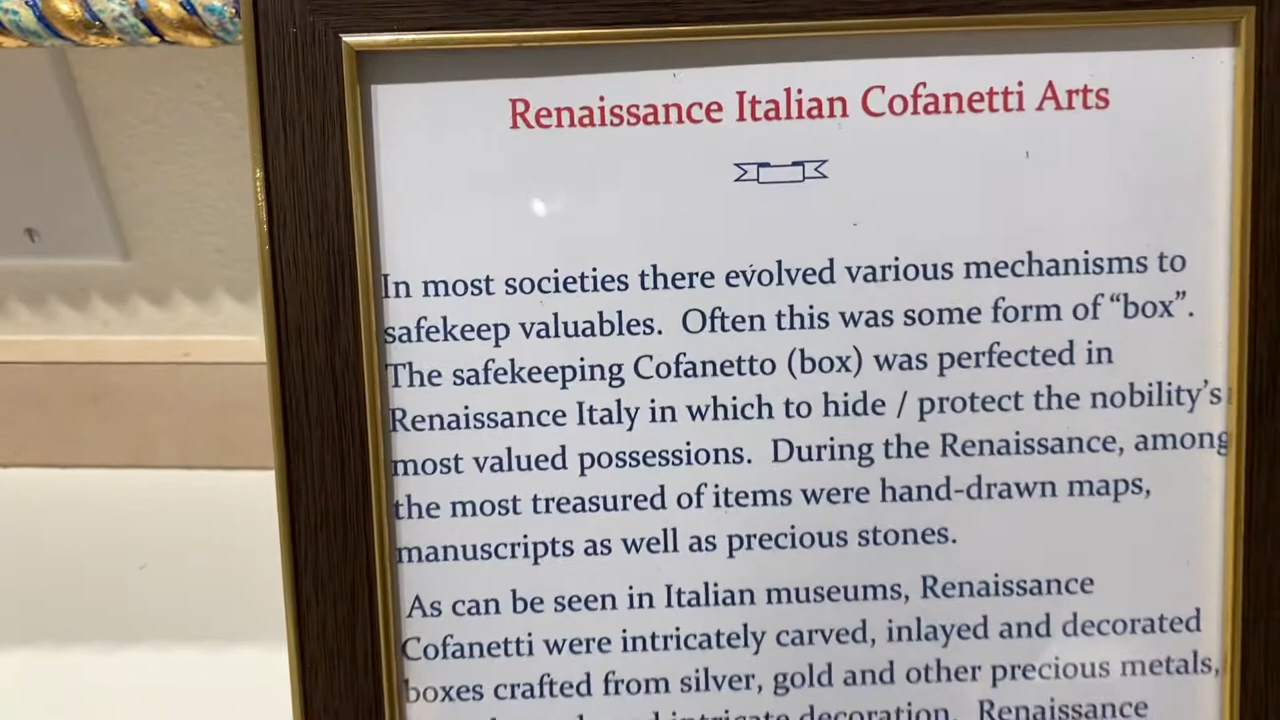 Renaissance Italian Cofanetti Arts
In most societies there evolved various mechanisms to
safekeep valuables. Often this was some form of “box”.
The safekeeping Cofanetto (box) was perfected in
Renaissance Italy in which to hide / protect the nobility’s
most valued possessions. During the Renaissance, among
the most treasured of items were hand-drawn maps,
manuscripts as well as precious stones.
As can be seen in Italian museums, Renaissance
Cofanetti were intricately carved, inlayed and decorated
boxes crafted from silver, gold and other precious metals,
intricate decoration. Renaissance